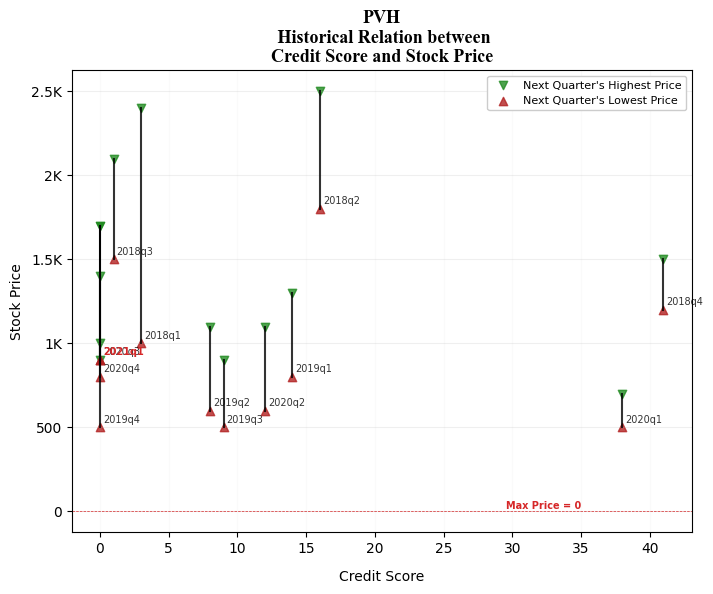 PVH
Historical Relation between
Credit Score and Stock Price
Next Quarter's Highest Price
Next Quarter's Lowest Price
2.5K
2K
1.5K
1K
500
0
Stock Price
2018q2
2018q3
2018q4
2018q1
2021q1
2020q4
2019q1
2019q2
2020q2
2019q4
2019q3
2020q1
Max Price = 0
0 5 10 15 20 25 30 35 40
Credit Score